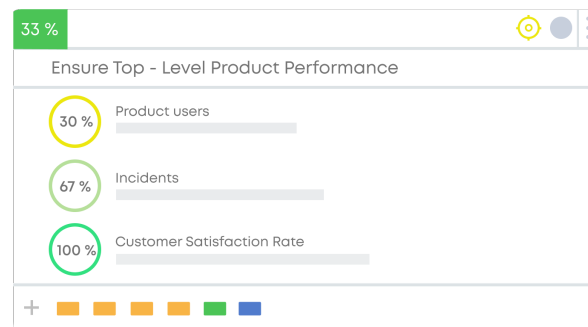 33 %
Ensure Top - Level Product Performance
30 %
Product users
67 %
Incidents
100 %
Customer Satisfaction Rate